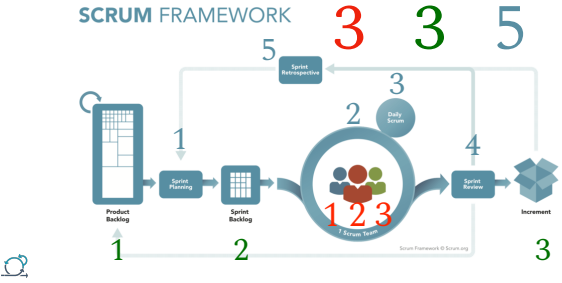 SCRUM FRAMEWORK 3 3 5
5
Sprint
Retrospective
3
Daily
Scrum
2
1
4
Sprint
Planning
Sprint
Review
1 2 3
1 Scrum Team
Product
Backlog
Sprint
Backlog
Increment
1
2
3
Scrum Framework © Scrum.org